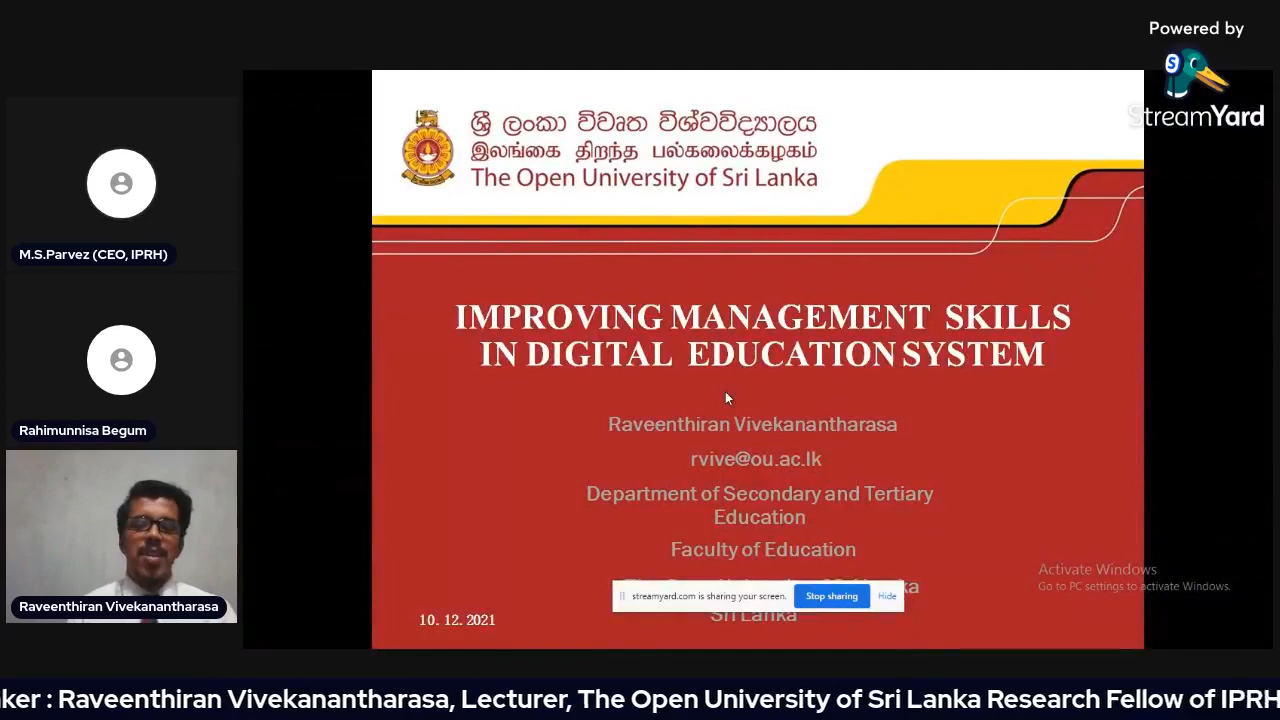 Powered by
StreamYard
ශ්‍රී ලංකා විවෘත විශ්වවිද්‍යාලය
இலங்கை திறந்த பல்கலைக்கழகம்
The Open University of Sri Lanka
IMPROVING MANAGEMENT SKILLS
IN DIGITAL EDUCATION SYSTEM
Raveenthiran Vivekanantharasa
rvive@ou.ac.lk
Department of Secondary and Tertiary
Education
Faculty of Education
streamyard.com is sharing your screen.
Stop sharing
Hide
Sri Lanka
10. 12. 2021
Activate Windows
Go to PC settings to activate Windows.
M.S.Parvez (CEO, IPRH)
Rahimunnisa Begum
Raveenthiran Vivekanantharasa
: Raveenthiran Vivekanantharasa, Lecturer, The Open University of Sri Lanka Research Fellow of IPRH